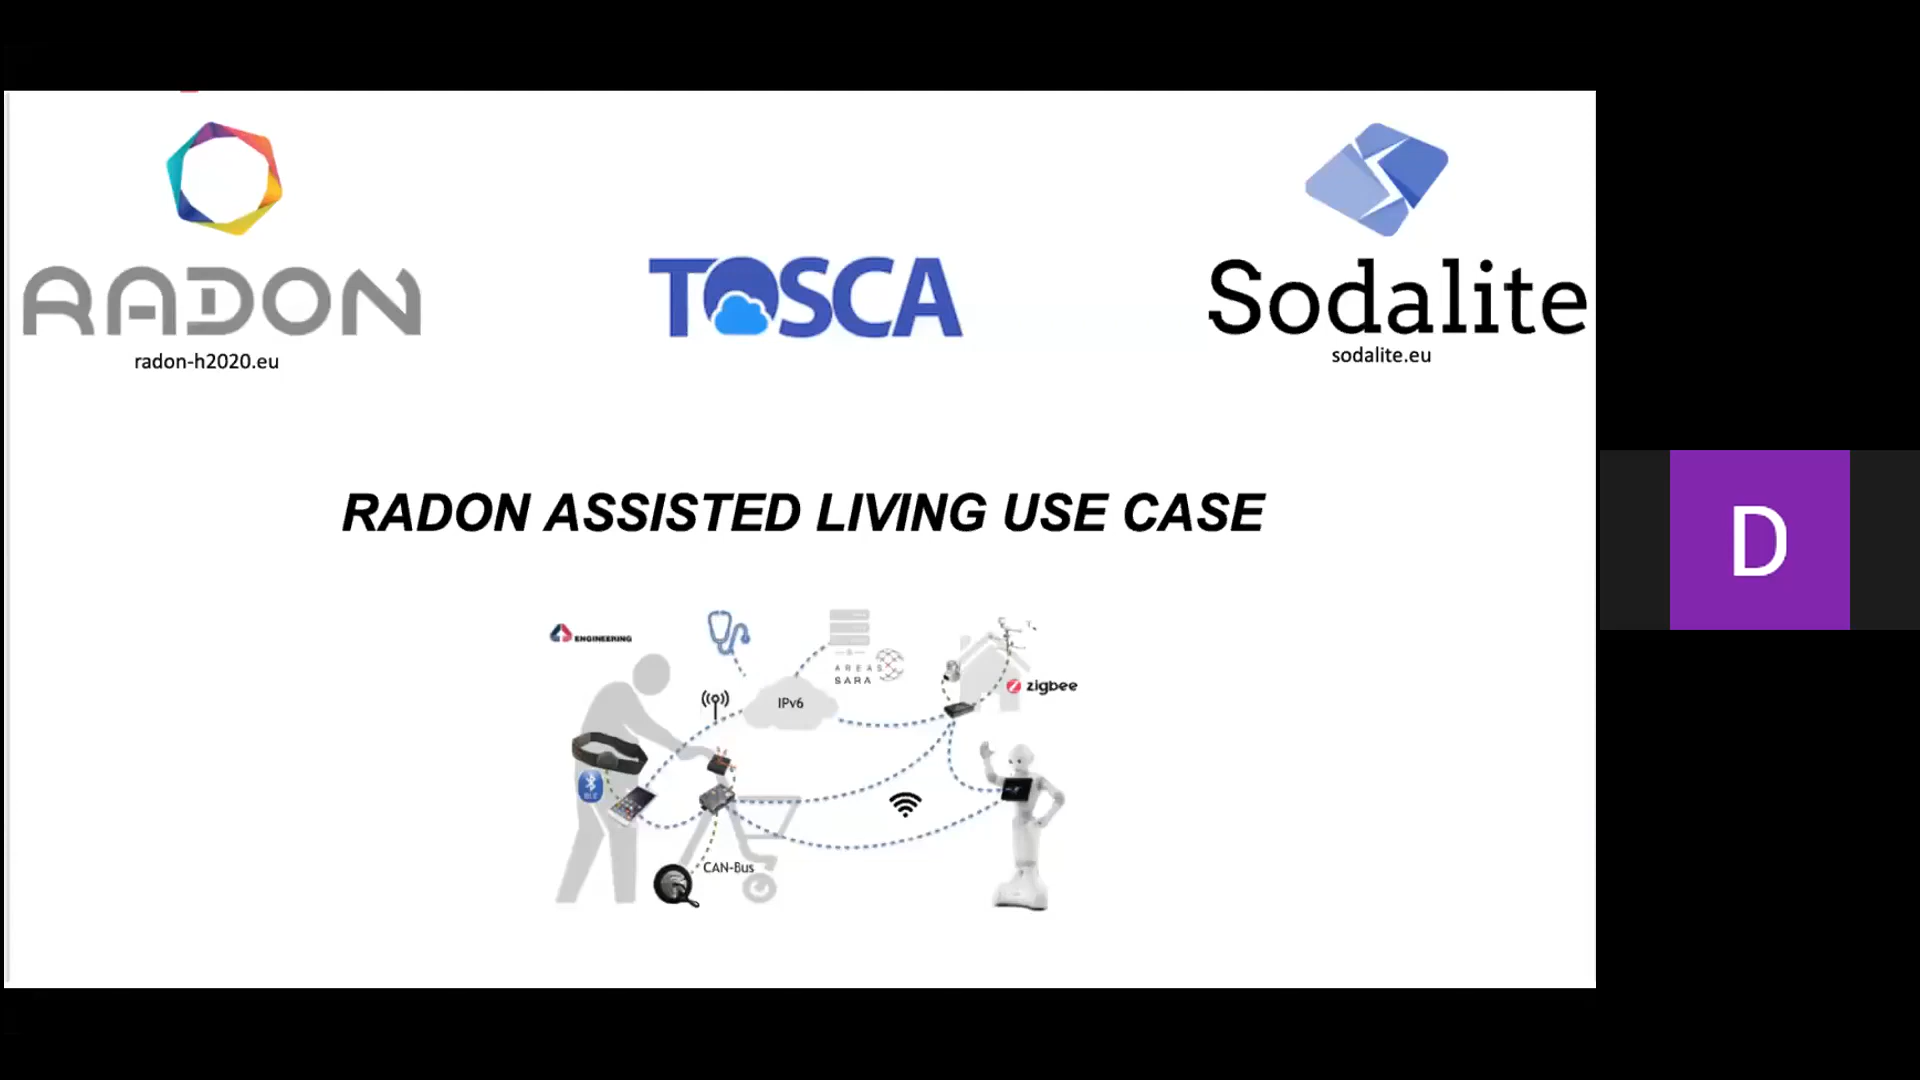 RADON
radon-h2020.eu
TOSCA
Sodalite
sodalite.eu
RADON ASSISTED LIVING USE CASE
ENGINEERING
AREAS
SARA
IPv6
zigbee
BLE
CAN-Bus
D